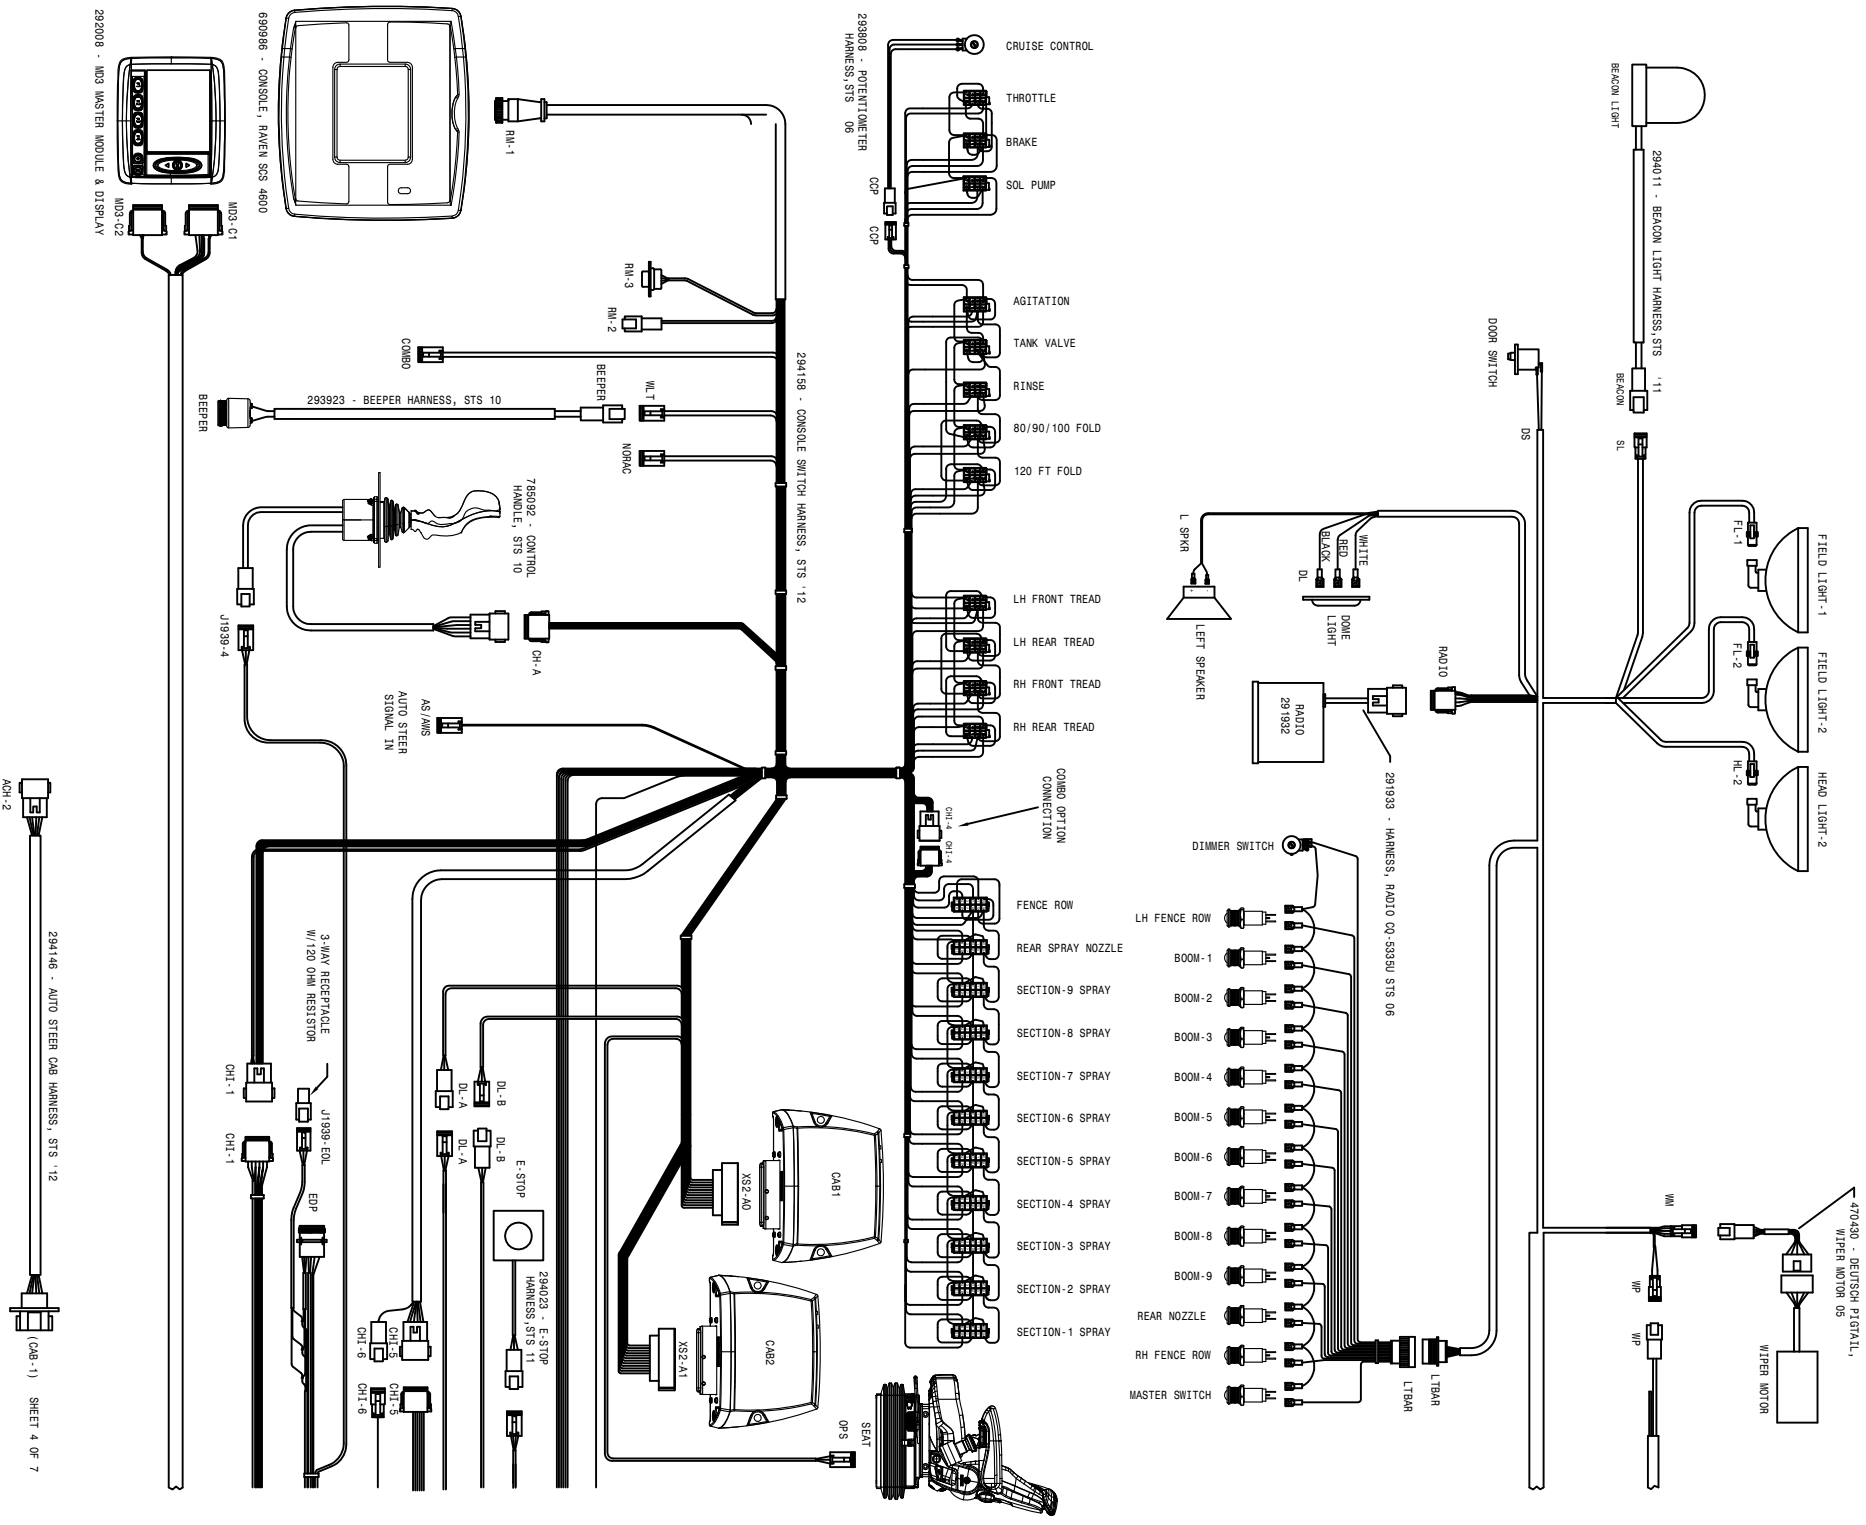 690986 - CONSOLE, RAVEN SCS 4600
292008 - MD3 MASTER MODULE & DISPLAY
MD3-C2
MD3-C1
RM-1
RM-3
RM-2
COMBO
BEEPER
293923 - BEEPER HARNESS, STS 10
BEEPER
WLT
NORAC
294158 - CONSOLE SWITCH HARNESS, STS '12
785092 - CONTROL
HANDLE, STS 10
J1939-4
CH-A
AS/AWS
AUTO STEER
SIGNAL IN
293808 - POTENTIOMETER
HARNESS,STS 06
CCP
CCP
CRUISE CONTROL
THROTTLE
BRAKE
SOL PUMP
AGITATION
TANK VALVE
RINSE
80/90/100 FOLD
120 FT FOLD
LH FRONT TREAD
LH REAR TREAD
RH FRONT TREAD
RH REAR TREAD
COMBO OPTION
CONNECTION
CHI-4
CHI-4
FENCE ROW
REAR SPRAY NOZZLE
SECTION-9 SPRAY
SECTION-8 SPRAY
SECTION-7 SPRAY
SECTION-6 SPRAY
SECTION-5 SPRAY
SECTION-4 SPRAY
SECTION-3 SPRAY
SECTION-2 SPRAY
SECTION-1 SPRAY
BEACON LIGHT
294011 - BEACON LIGHT HARNESS,STS '11
BEACON
SL
DOOR SWITCH
DS
FL-1
FIELD LIGHT-1
FL-2
FIELD LIGHT-2
HL-2
HEAD LIGHT-2
L SPKR
LEFT SPEAKER
BLACK
RED
WHITE
DL
DOME
LIGHT
RADIO
RADIO
291932
291933 - HARNESS, RADIO CQ-5335U STS 06
DIMMER SWITCH
LH FENCE ROW
BOOM-1
BOOM-2
BOOM-3
BOOM-4
BOOM-5
BOOM-6
BOOM-7
BOOM-8
BOOM-9
REAR NOZZLE
RH FENCE ROW
MASTER SWITCH
LTBAR
LTBAR
WM
WP
WP
470430 - DEUTSCH PIGTAIL,
WIPER MOTOR 05
WIPER MOTOR
ACH-2
294146 - AUTO STEER CAB HARNESS, STS '12
3-WAY RECEPTACLE
W/120 OHM RESISTOR
CHI-1
CHI-1
J1939-EOL
EDP
CHI-6
CHI-5
CHI-6
CHI-5
DL-A
DL-B
DL-A
DL-B
E-STOP
294023 - E-STOP
HARNESS,STS 11
XS2-A0
CAB1
XS2-A1
CAB2
OPS
SEAT
(CAB-1) SHEET 4 OF 7